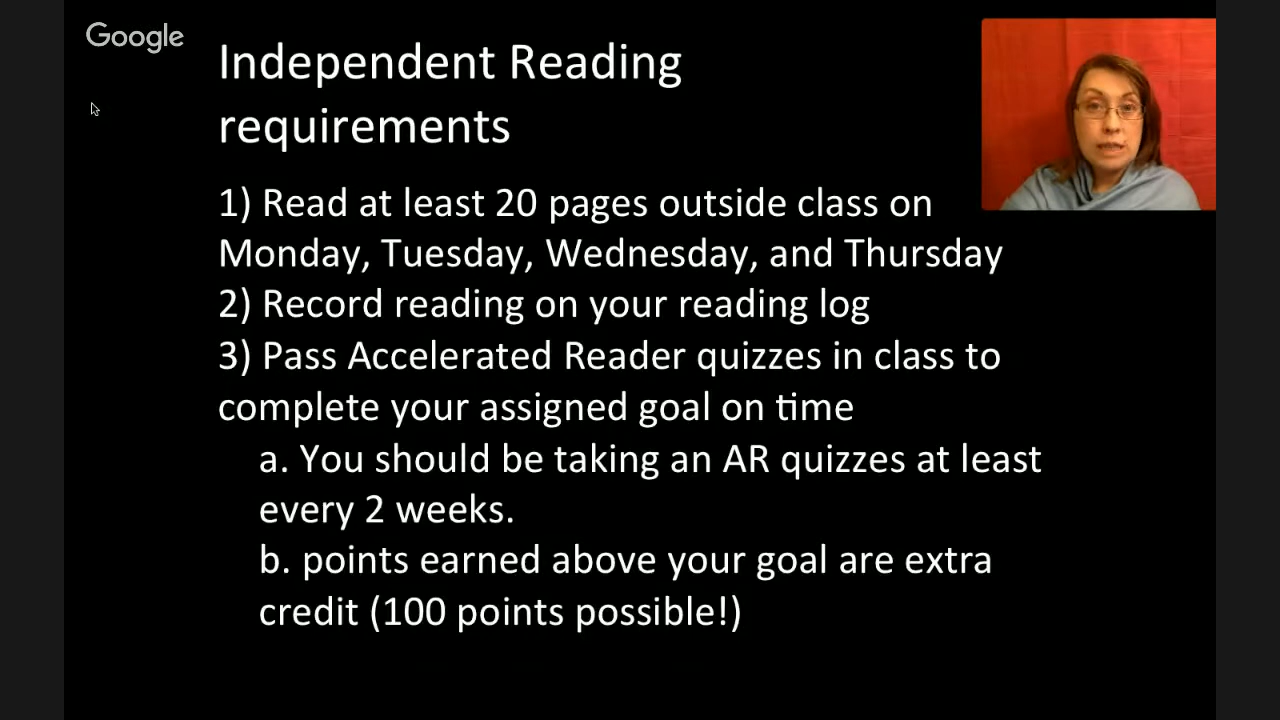 Google
Independent Reading
requirements
1) Read at least 20 pages outside class on
Monday, Tuesday, Wednesday, and Thursday
2) Record reading on your reading log
3) Pass Accelerated Reader quizzes in class to
complete your assigned goal on time
a. You should be taking an AR quizzes at least
every 2 weeks.
b. points earned above your goal are extra
credit (100 points possible!)